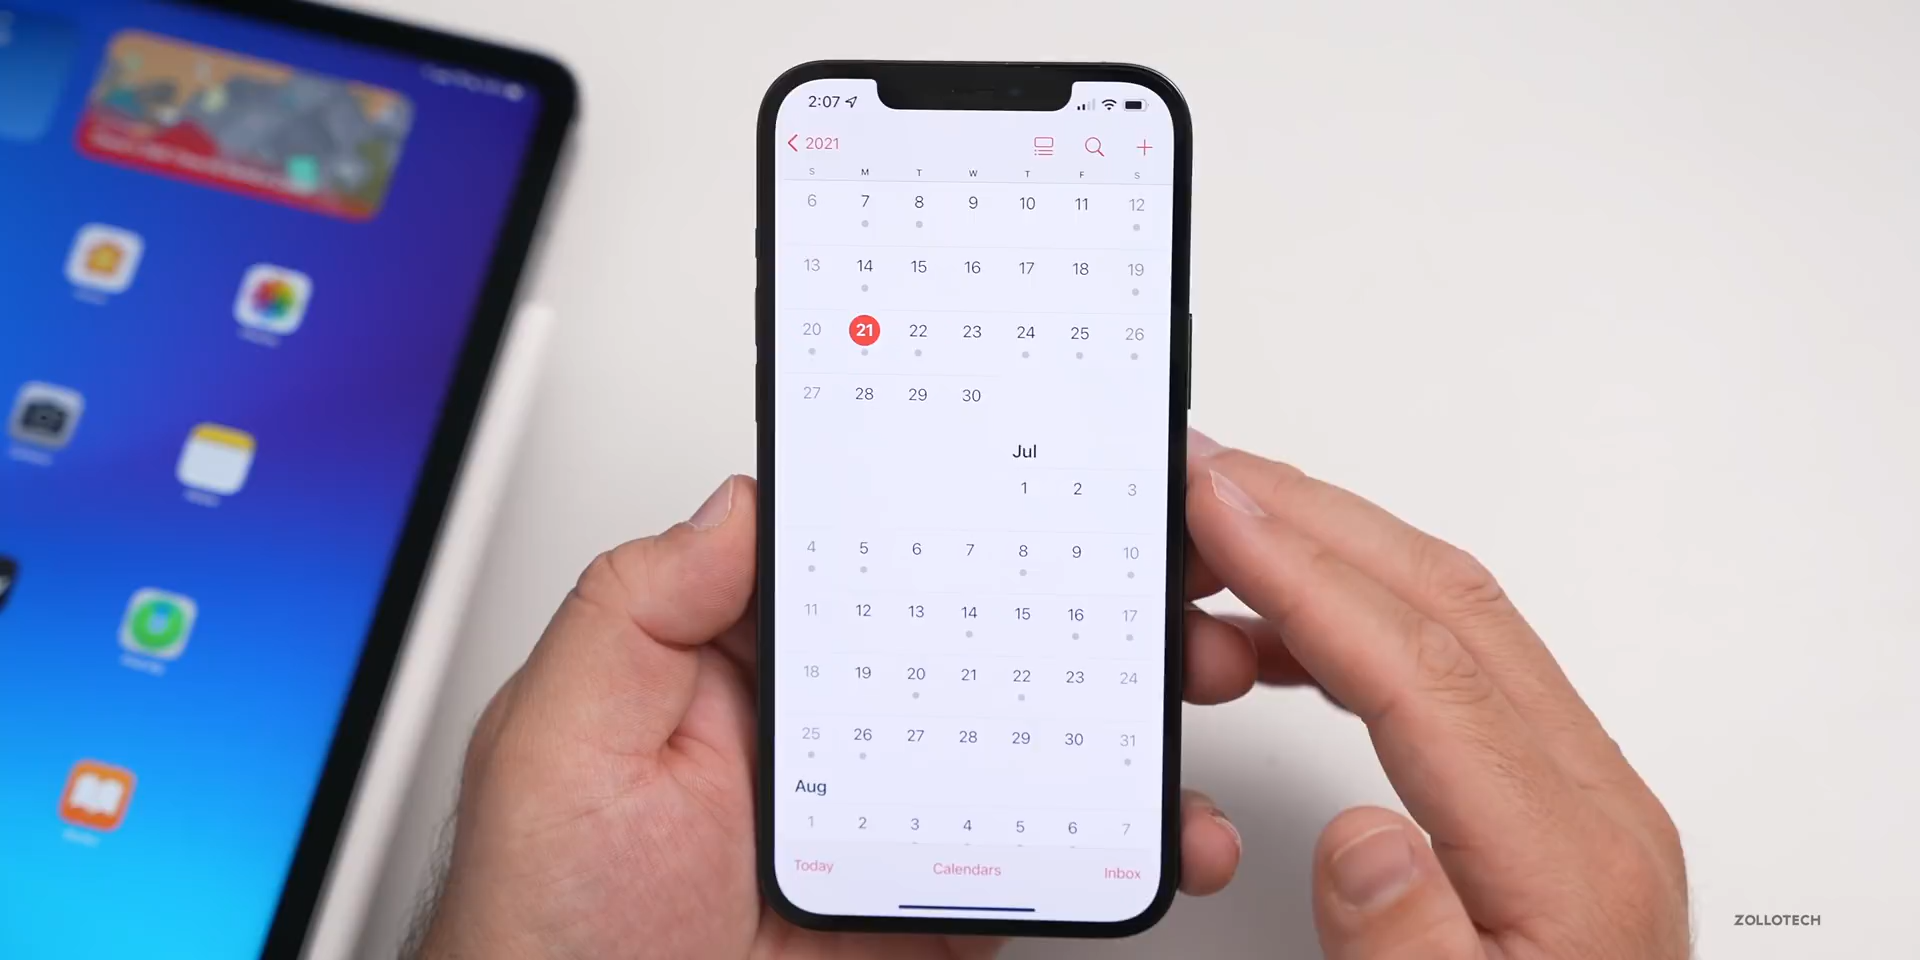 2:07
2021
S M T W T F S
6 7 8 9 10 11 12
13 14 15 16 17 18 19
20 21 22 23 24 25 26
27 28 29 30
Jul
1 2 3
4 5 6 7 8 9 10
11 12 13 14 15 16 17
18 19 20 21 22 23 24
25 26 27 28 29 30 31
Aug
1 2 3 4 5 6 7
Today Calendars Inbox
ZOLLOTECH